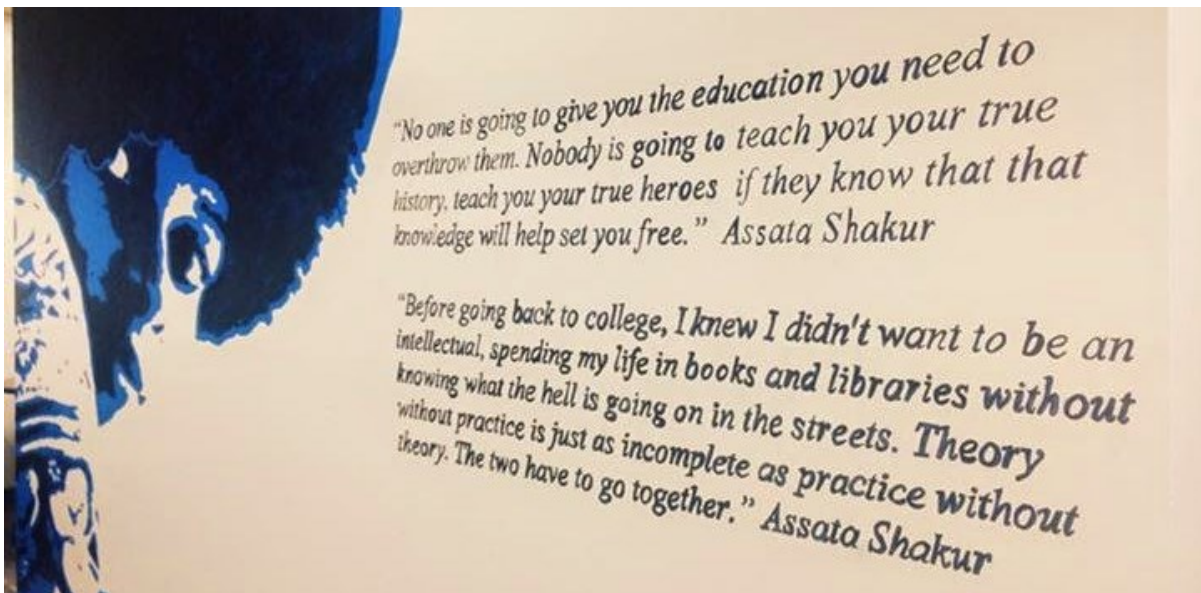 "No one is going to give you the education you need to
overthrow them. Nobody is going to teach you your true
history, teach you your true heroes if they know that that
knowledge will help set you free." Assata Shakur
"Before going back to college, I knew I didn't want to be an
intellectual, spending my life in books and libraries without
knowing what the hell is going on in the streets. Theory
without practice is just as incomplete as practice without
theory. The two have to go together." Assata Shakur